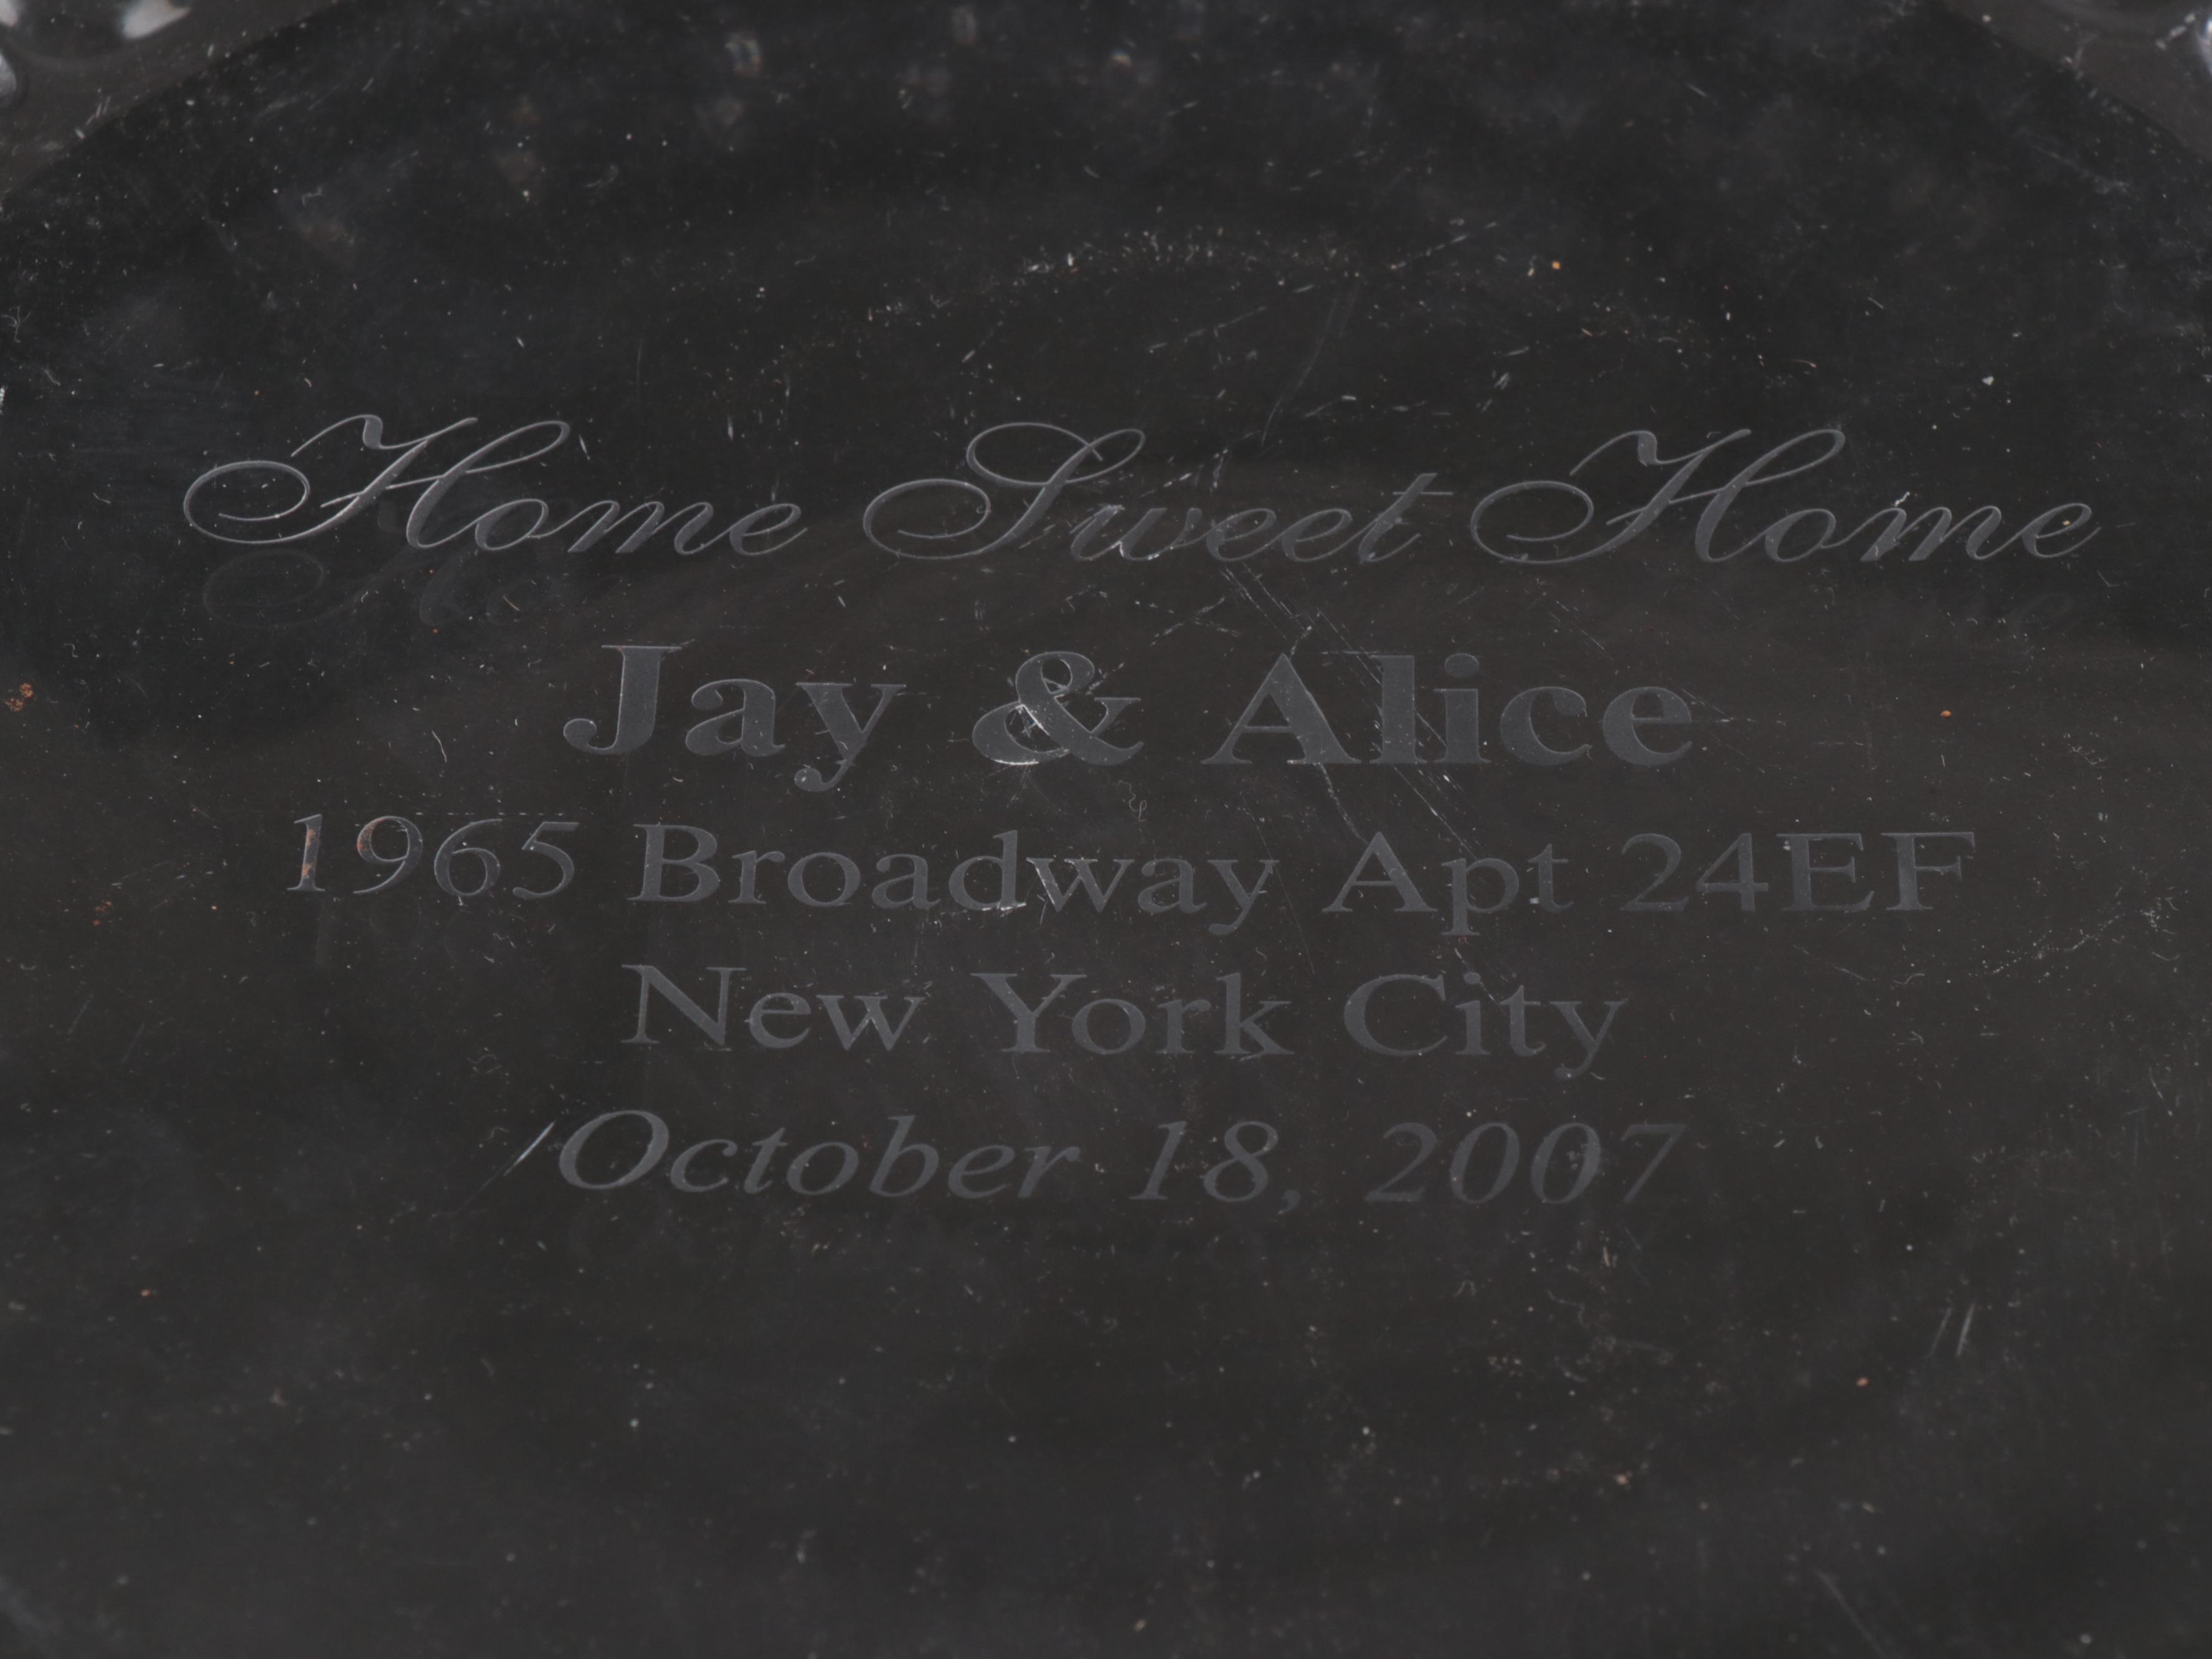 Home Sweet Home
Jay & Alice
1965 Broadway Apt 24EF
New York City
October 18, 2007